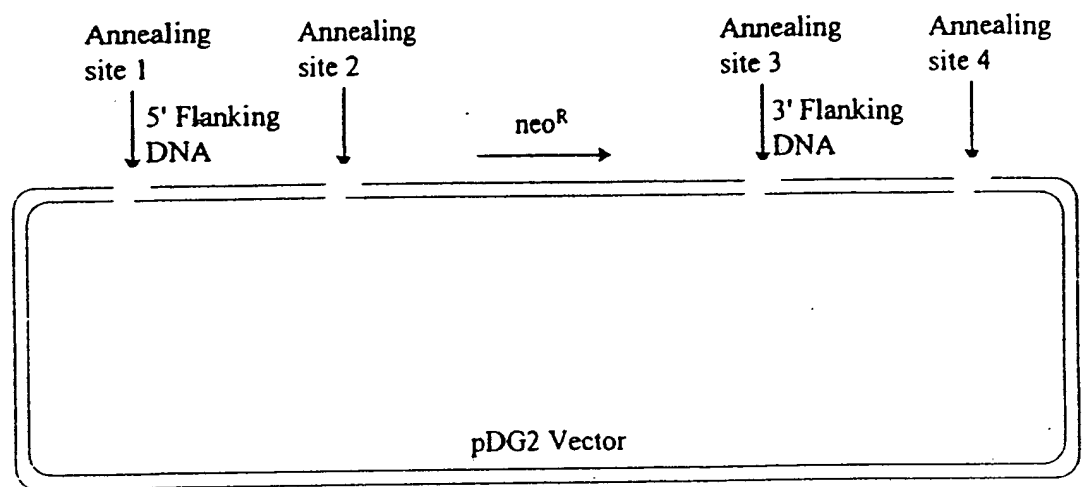 Annealing
site 1
Annealing
site 2
Annealing
site 3
Annealing
site 4
5' Flanking
DNA
neoᴿ
3' Flanking
DNA
pDG2 Vector